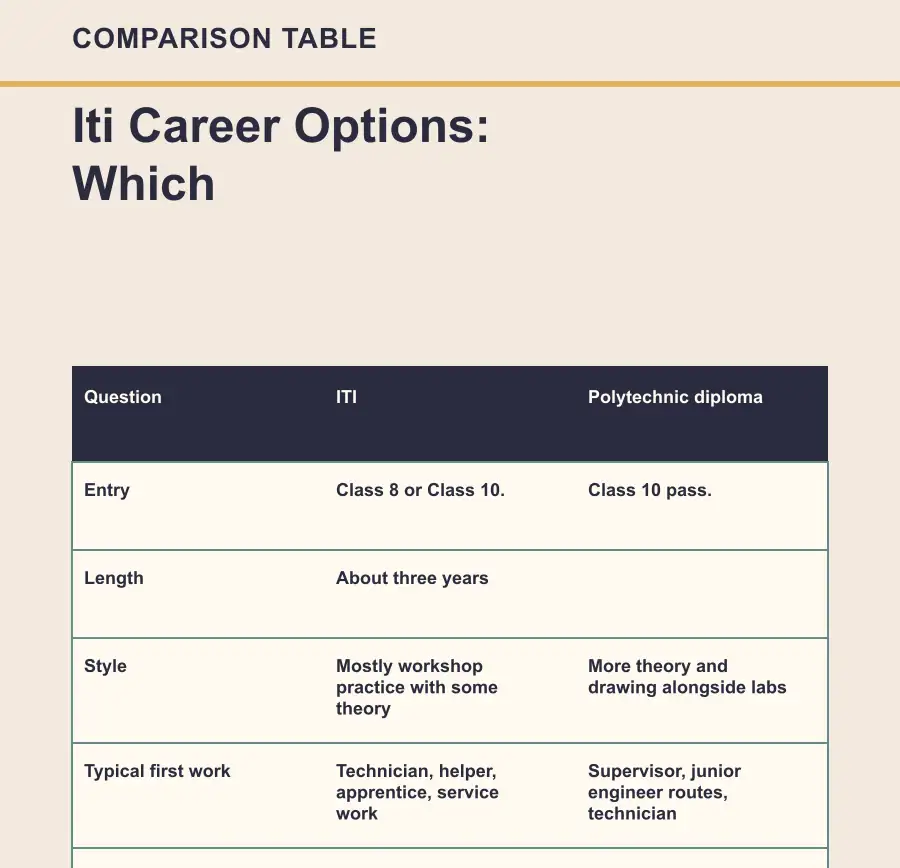 COMPARISON TABLE
Iti Career Options:
Which
Question ITI Polytechnic diploma
Entry Class 8 or Class 10. Class 10 pass.
Length About three years
Style Mostly workshop More theory and
practice with some drawing alongside labs
theory
Typical first work Technician, helper, Supervisor, junior
apprentice, service engineer routes,
work technician